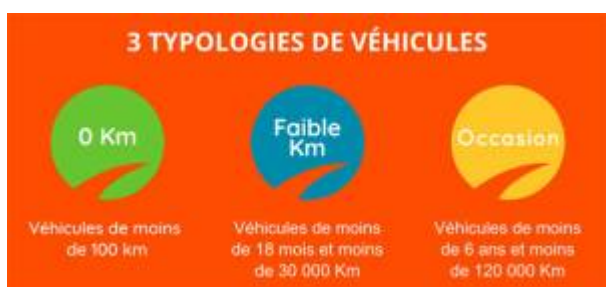 3 TYPOLOGIES DE VÉHICULES
0 Km
Faible
Km
Occasion
Véhicules de moins
de 100 km
Véhicules de moins
de 18 mois et moins
de 30 000 Km
Véhicules de moins
de 6 ans et moins
de 120 000 Km